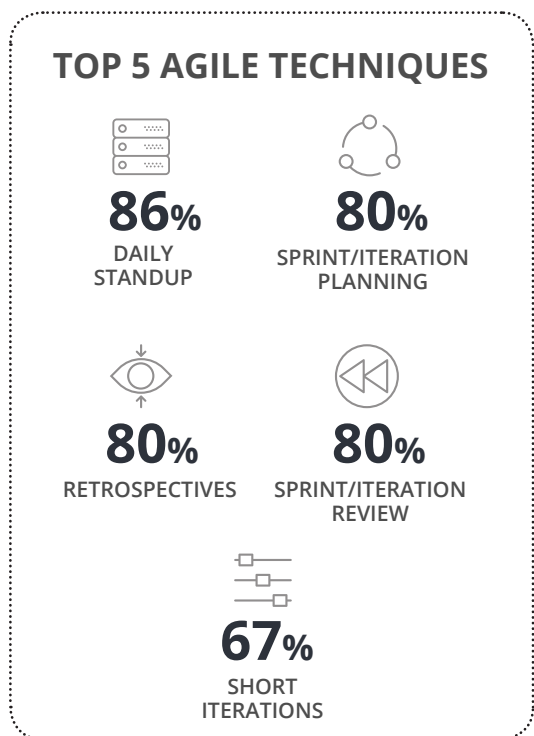 TOP 5 AGILE TECHNIQUES
86%
DAILY
STANDUP
80%
SPRINT/ITERATION
PLANNING
80%
RETROSPECTIVES
80%
SPRINT/ITERATION
REVIEW
67%
SHORT
ITERATIONS